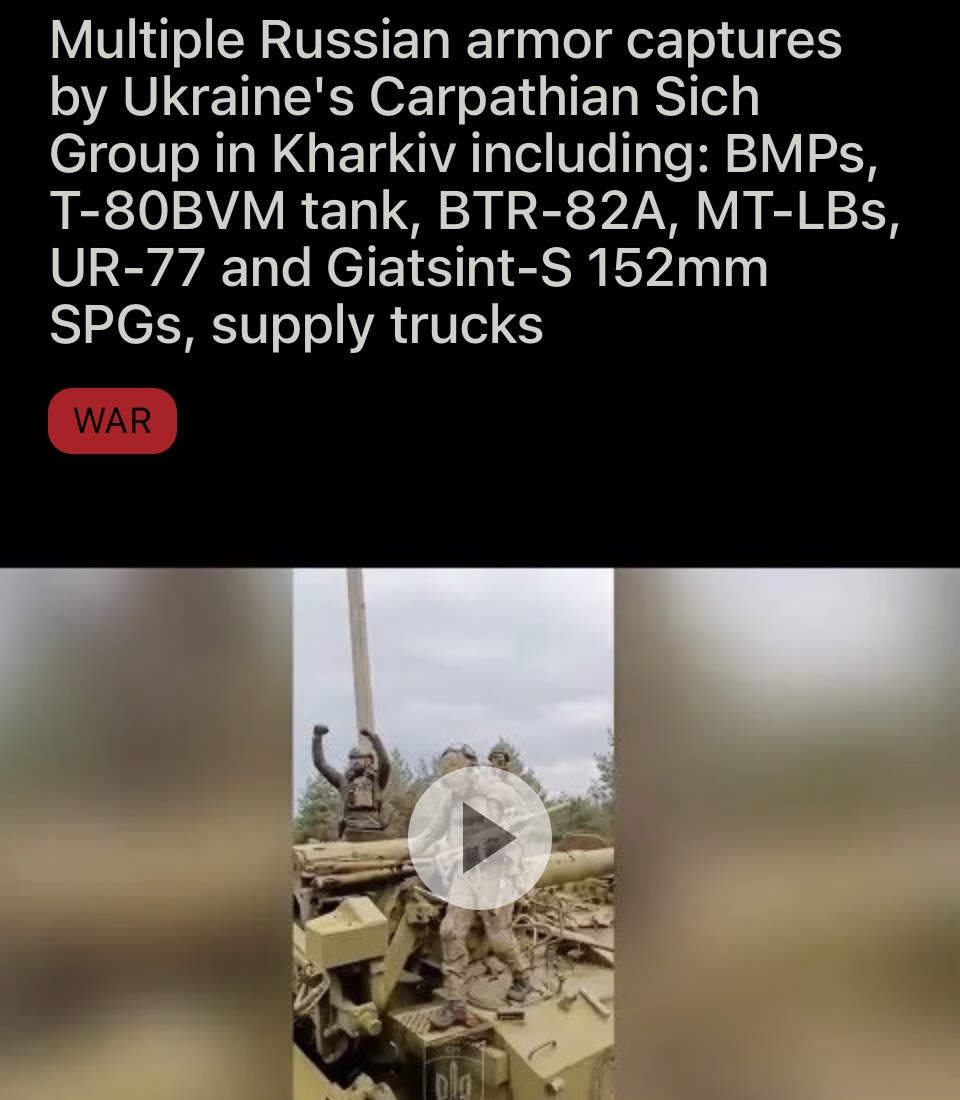 Multiple Russian armor captures
by Ukraine's Carpathian Sich
Group in Kharkiv including: BMPs,
T-80BVM tank, BTR-82A, MT-LBs,
UR-77 and Giatsint-S 152mm
SPGs, supply trucks
WAR